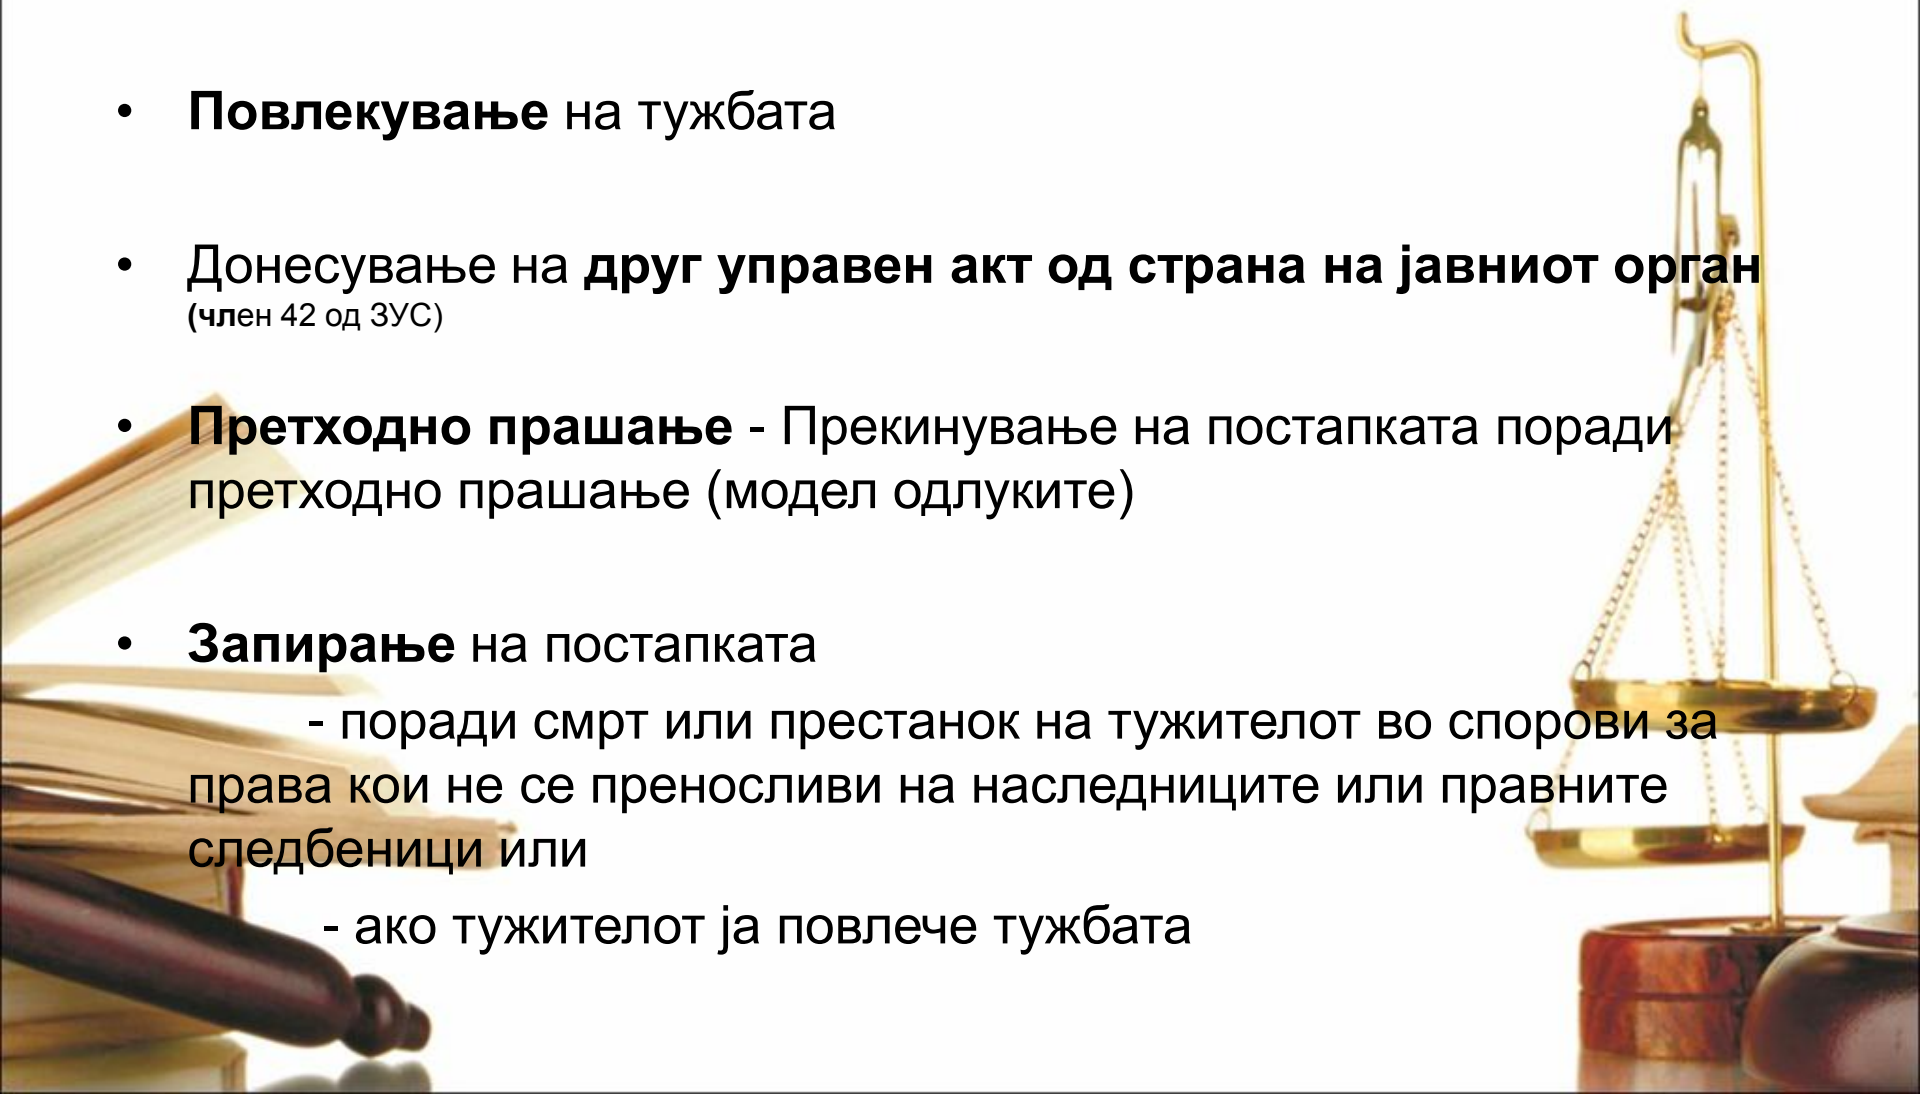 • Повлекување на тужбата
• Донесување на друг управен акт од страна на јавниот орган
(член 42 од ЗУС)
• Претходно прашање - Прекинување на постапката поради
претходно прашање (модел одлуките)
• Запирање на постапката
- поради смрт или престанок на тужителот во спорови за
права кои не се преносливи на наследниците или правните
следбеници или
- ако тужителот ја повлече тужбата